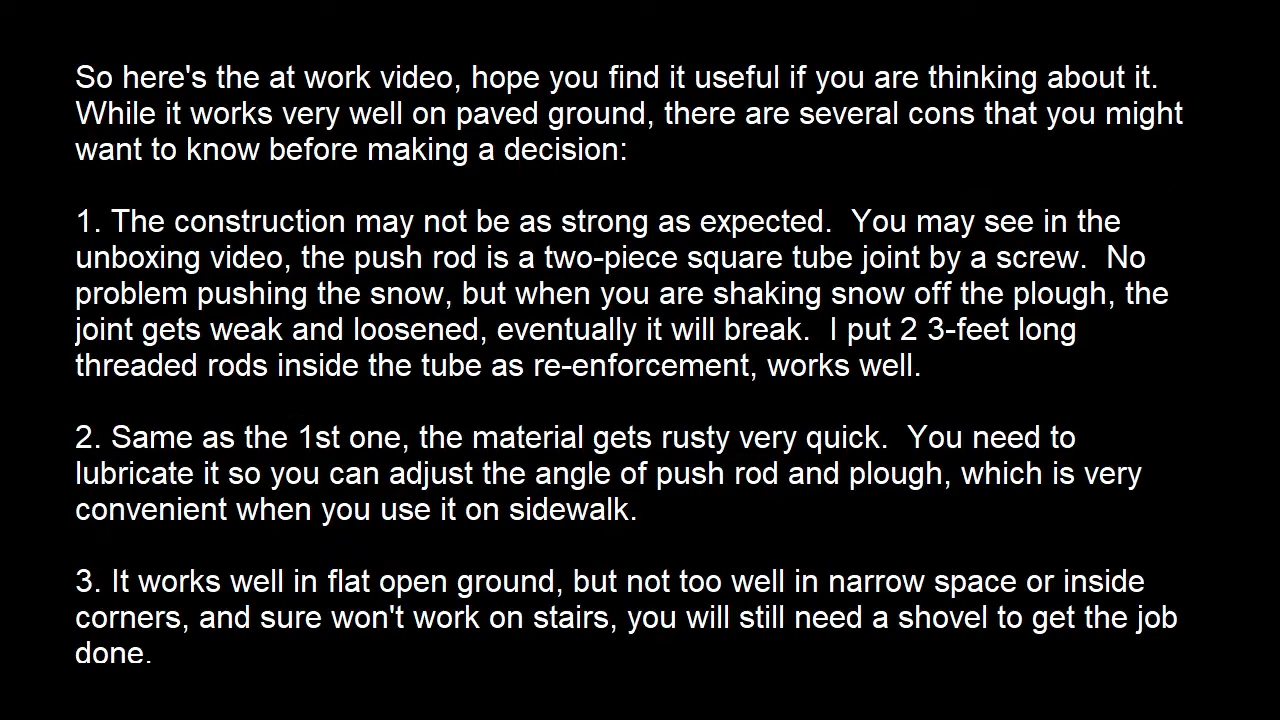 So here's the at work video, hope you find it useful if you are thinking about it.
While it works very well on paved ground, there are several cons that you might
want to know before making a decision:
1. The construction may not be as strong as expected.  You may see in the
unboxing video, the push rod is a two-piece square tube joint by a screw.  No
problem pushing the snow, but when you are shaking snow off the plough, the
joint gets weak and loosened, eventually it will break.  I put 2 3-feet long
threaded rods inside the tube as re-enforcement, works well.
2. Same as the 1st one, the material gets rusty very quick.  You need to
lubricate it so you can adjust the angle of push rod and plough, which is very
convenient when you use it on sidewalk.
3. It works well in flat open ground, but not too well in narrow space or inside
corners, and sure won't work on stairs, you will still need a shovel to get the job
done.